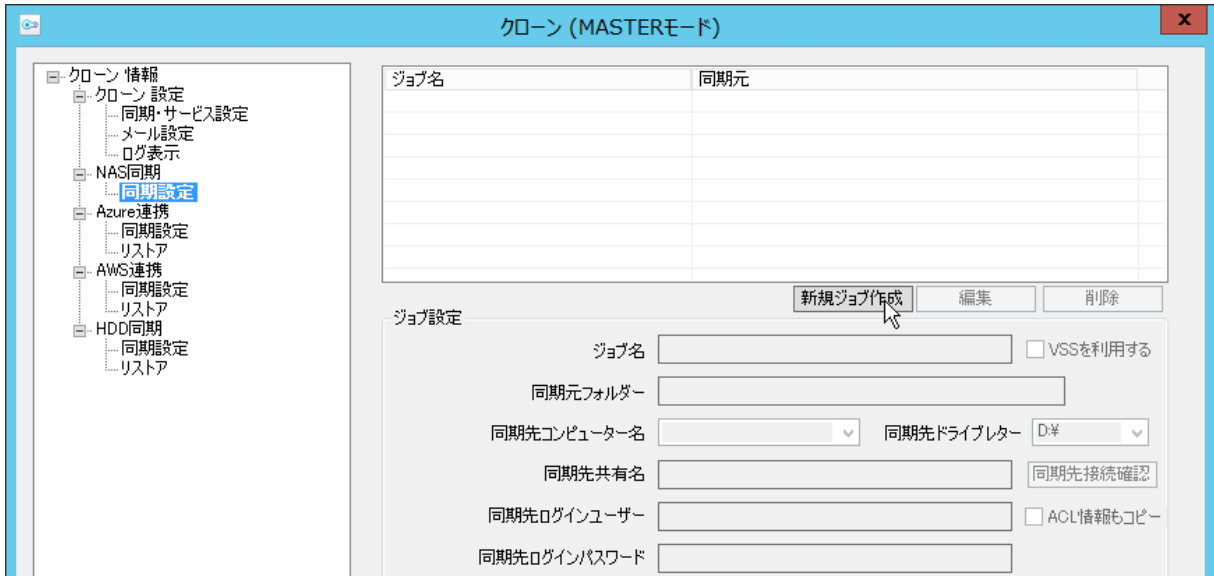 クローン (MASTERモード)
クローン 情報
クローン 設定
同期・サービス設定
メール設定
ログ表示
NAS同期
同期設定
Azure連携
同期設定
リストア
AWS連携
同期設定
リストア
HDD同期
同期設定
リストア
ジョブ名 同期元
新規ジョブ作成 編集 削除
ジョブ設定
ジョブ名 VSSを利用する
同期元フォルダー
同期先コンピューター名 同期先ドライブレター D:¥
同期先共有名 同期先接続確認
同期先ログインユーザー ACL情報もコピー
同期先ログインパスワード